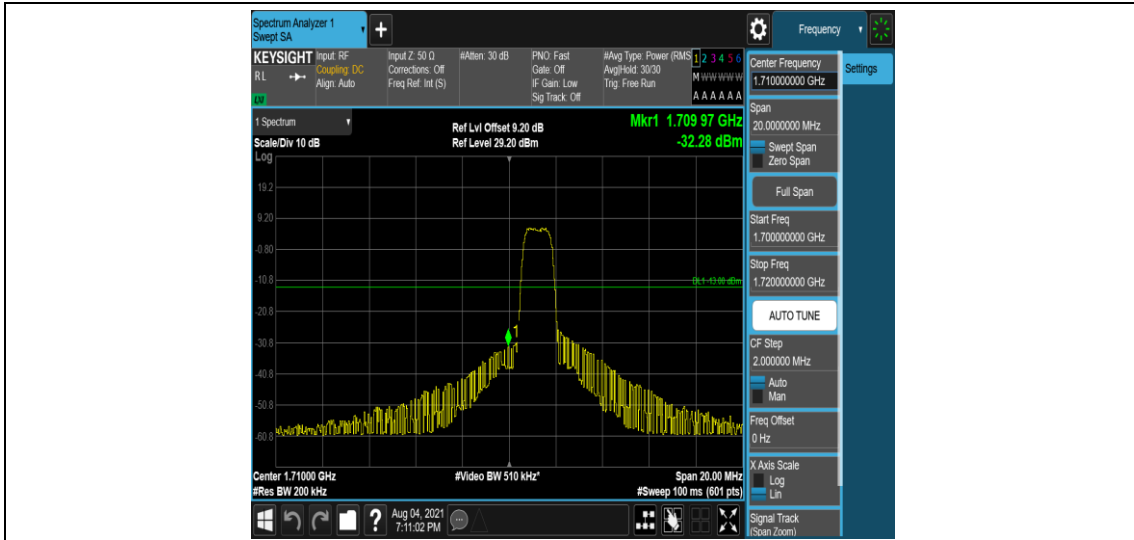 Spectrum Analyzer 1
Swept SA
Frequency
KEYSIGHT
RL
Input: RF
Coupling: DC
Align: Auto
Input Z: 50 Ω
Corrections: Off
Freq Ref: Int (S)
#Atten: 30 dB
PNO: Fast
Gate: Off
IF Gain: Low
Sig Track: Off
#Avg Type: Power (RMS
Avg|Hold: 30/30
Trig: Free Run
1 2 3 4 5 6
M W W W W W
A A A A A A
1 Spectrum
Scale/Div 10 dB
Log
Ref Lvl Offset 9.20 dB
Ref Level 29.20 dBm
Mkr1 1.709 97 GHz
-32.28 dBm
19.2
9.20
-0.80
-10.8
-20.8
-30.8
-40.8
-50.8
-60.8
DL1 -13.00 dBm
1
Center 1.71000 GHz
#Res BW 200 kHz
#Video BW 510 kHz*
Span 20.00 MHz
#Sweep 100 ms (601 pts)
Settings
Center Frequency
1.710000000 GHz
Span
20.0000000 MHz
Swept Span
Zero Span
Full Span
Start Freq
1.700000000 GHz
Stop Freq
1.720000000 GHz
AUTO TUNE
CF Step
2.000000 MHz
Auto
Man
Freq Offset
0 Hz
X Axis Scale
Log
Lin
Signal Track
(Span Zoom)
?
Aug 04, 2021
7:11:02 PM